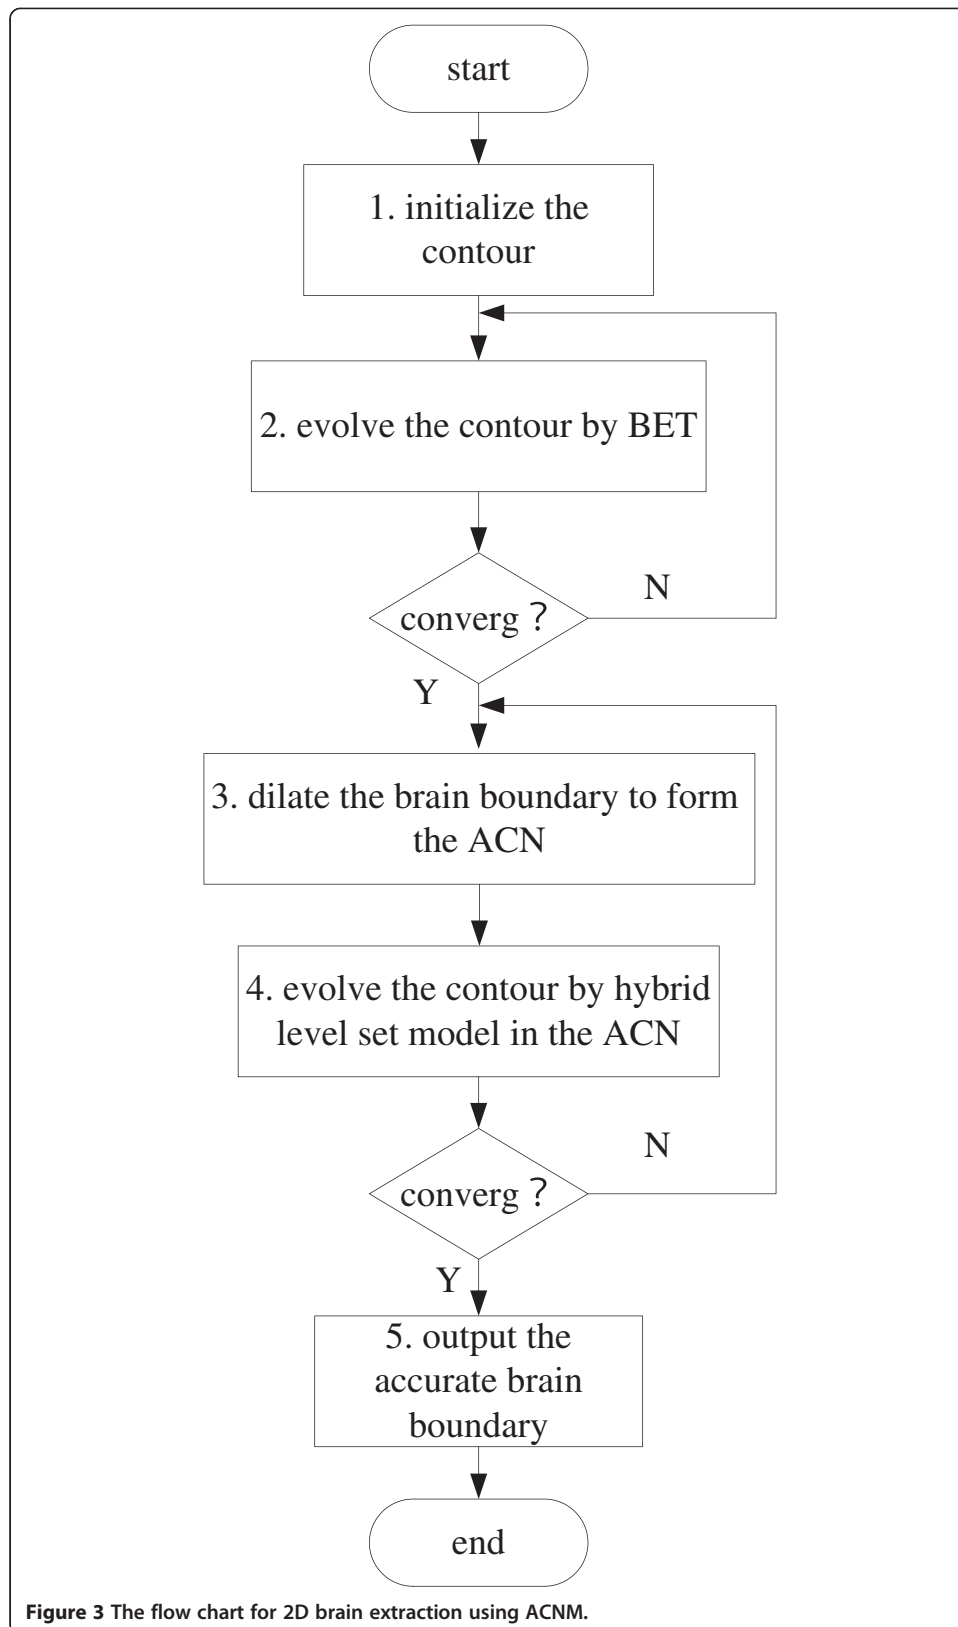 start
1. initialize the
contour
2. evolve the contour by BET
converg ?
N
Y
3. dilate the brain boundary to form
the ACN
4. evolve the contour by hybrid
level set model in the ACN
converg ?
N
Y
5. output the
accurate brain
boundary
end
Figure 3 The flow chart for 2D brain extraction using ACNM.